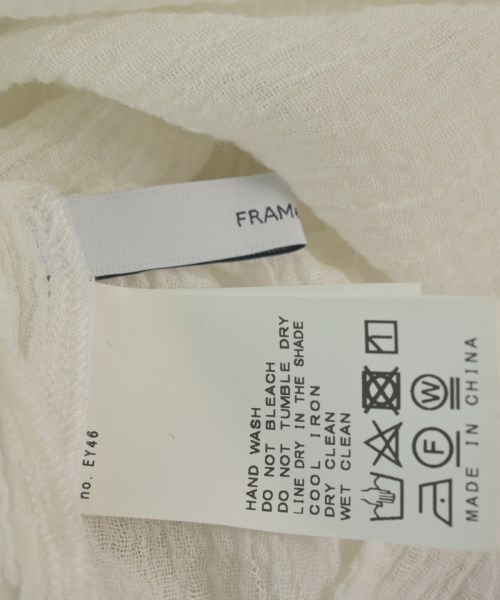 FRAMe
HAND WASH
DO NOT BLEACH
DO NOT TUMBLE DRY
LINE DRY IN THE SHADE
COOL IRON
DRY CLEAN
WET CLEAN
F W
MADE IN CHINA
no. EY46